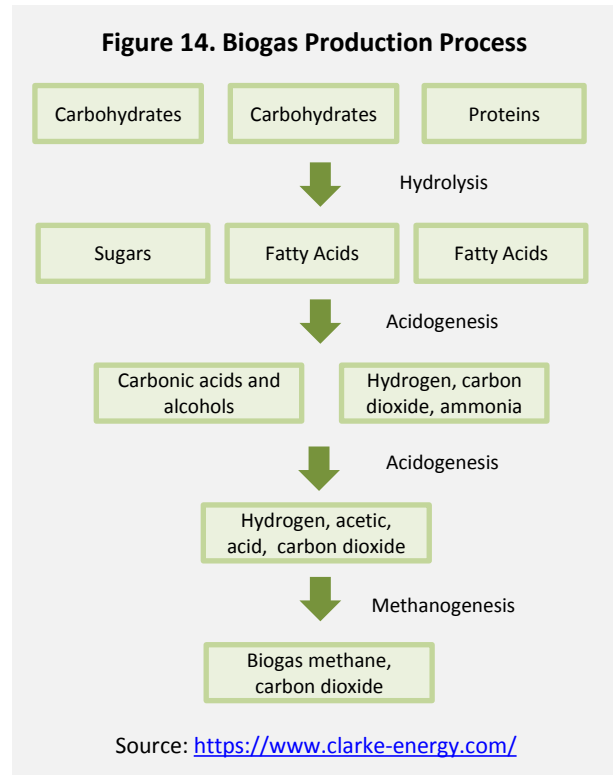 Figure 14. Biogas Production Process
Carbohydrates
Carbohydrates
Proteins
Hydrolysis
Sugars
Fatty Acids
Fatty Acids
Acidogenesis
Carbonic acids and
alcohols
Hydrogen, carbon
dioxide, ammonia
Acidogenesis
Hydrogen, acetic,
acid, carbon dioxide
Methanogenesis
Biogas methane,
carbon dioxide
Source: https://www.clarke-energy.com/